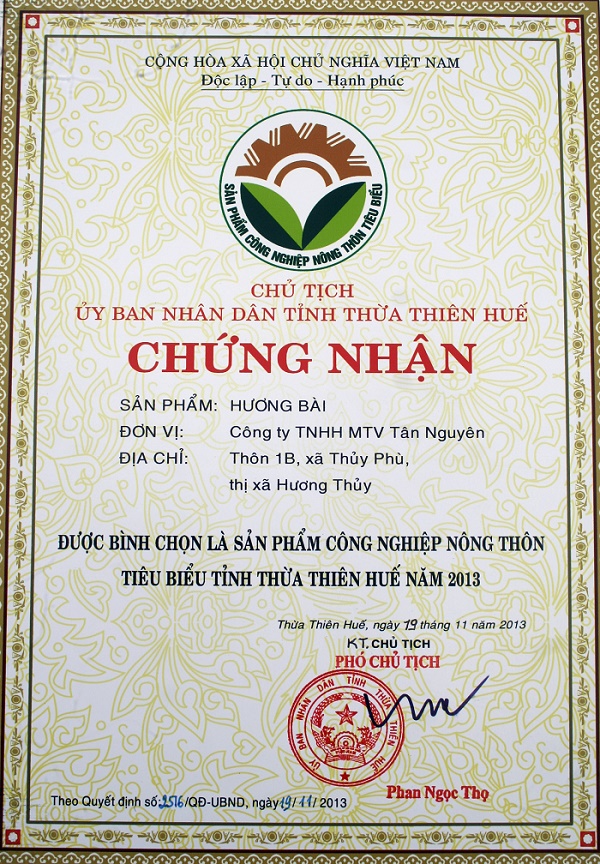 CỘNG HÒA XÃ HỘI CHỦ NGHĨA VIỆT NAM
Độc lập - Tự do - Hạnh phúc
SẢN PHẨM CÔNG NGHIỆP NÔNG THÔN TIÊU BIỂU
CHỦ TỊCH
ỦY BAN NHÂN DÂN TỈNH THỪA THIÊN HUẾ
CHỨNG NHẬN
SẢN PHẨM: HƯƠNG BÀI
ĐƠN VỊ: Công ty TNHH MTV Tân Nguyên
ĐỊA CHỈ: Thôn 1B, xã Thủy Phù,
thị xã Hương Thủy
ĐƯỢC BÌNH CHỌN LÀ SẢN PHẨM CÔNG NGHIỆP NÔNG THÔN
TIÊU BIỂU TỈNH THỪA THIÊN HUẾ NĂM 2013
Thừa Thiên Huế, ngày 19 tháng 11 năm 2013
KT. CHỦ TỊCH
PHÓ CHỦ TỊCH
ỦY BAN NHÂN DÂN TỈNH THỪA THIÊN HUẾ
Phan Ngọc Thọ
Theo Quyết định số: 2516/QĐ-UBND, ngày 19/11/2013